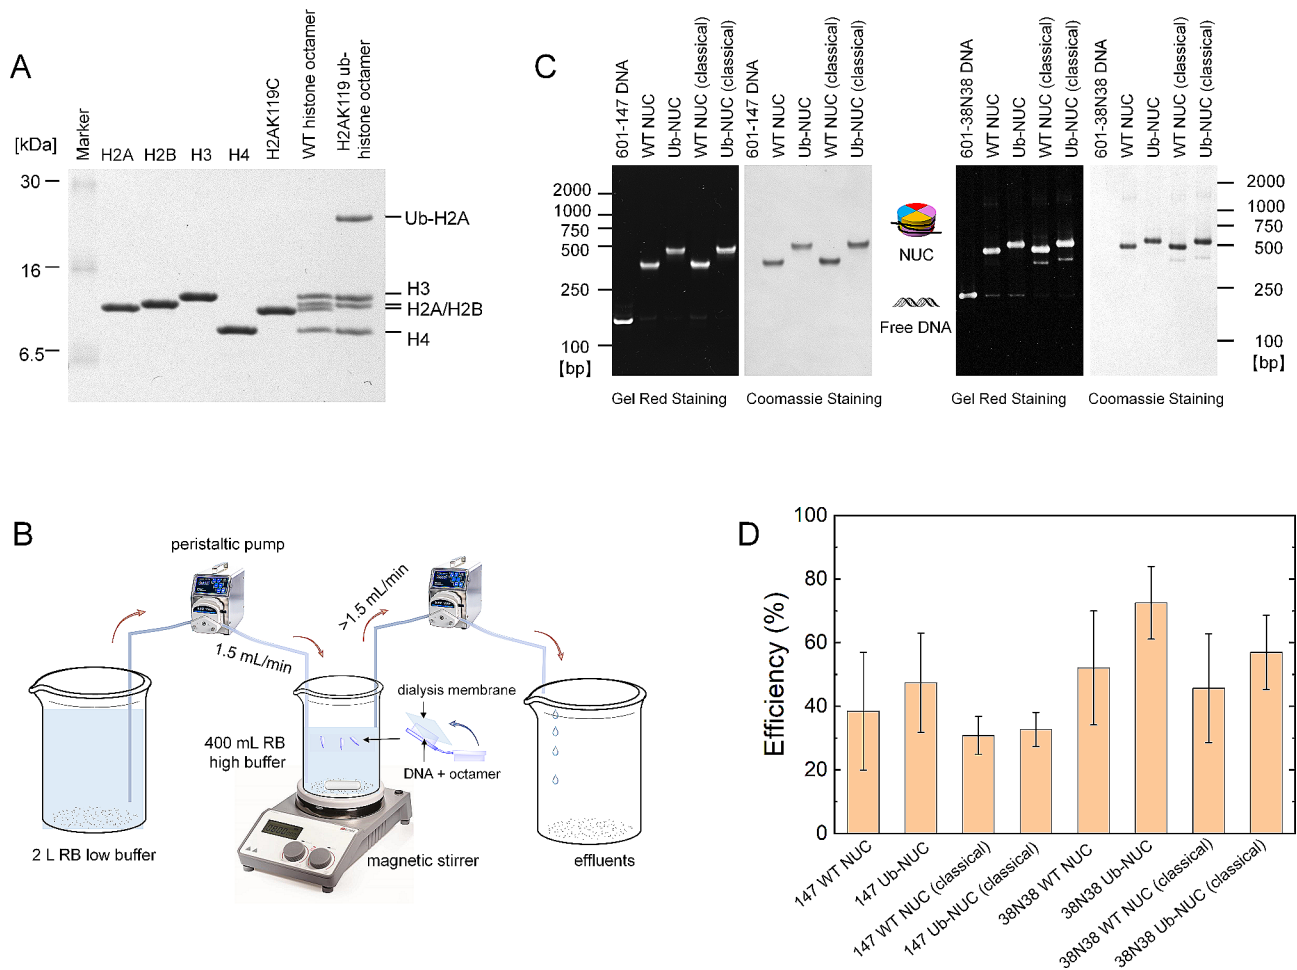 A
[kDa]
Marker
H2A
H2B
H3
H4
H2AK119C
WT histone octamer
H2AK119 ub-
histone octamer
30
16
6.5
Ub-H2A
H3
H2A/H2B
H4
C
601-147 DNA
WT NUC
Ub-NUC
WT NUC (classical)
Ub-NUC (classical)
601-147 DNA
WT NUC
Ub-NUC
WT NUC (classical)
Ub-NUC (classical)
2000
1000
750
500
250
100
【bp】
Gel Red Staining
Coomassie Staining
NUC
Free DNA
601-38N38 DNA
WT NUC
Ub-NUC
WT NUC (classical)
Ub-NUC (classical)
601-38N38 DNA
WT NUC
Ub-NUC
WT NUC (classical)
Ub-NUC (classical)
2000
1000
750
500
250
100
【bp】
Gel Red Staining
Coomassie Staining
B
peristaltic pump
1.5 mL/min
>1.5 mL/min
dialysis membrane
400 mL RB
high buffer
DNA + octamer
2 L RB low buffer
magnetic stirrer
effluents
D
Efficiency (%)
100
80
60
40
20
0
147 WT NUC
147 Ub-NUC
147 WT NUC (classical)
147 Ub-NUC (classical)
38N38 WT NUC
38N38 Ub-NUC
38N38 WT NUC (classical)
38N38 Ub-NUC (classical)